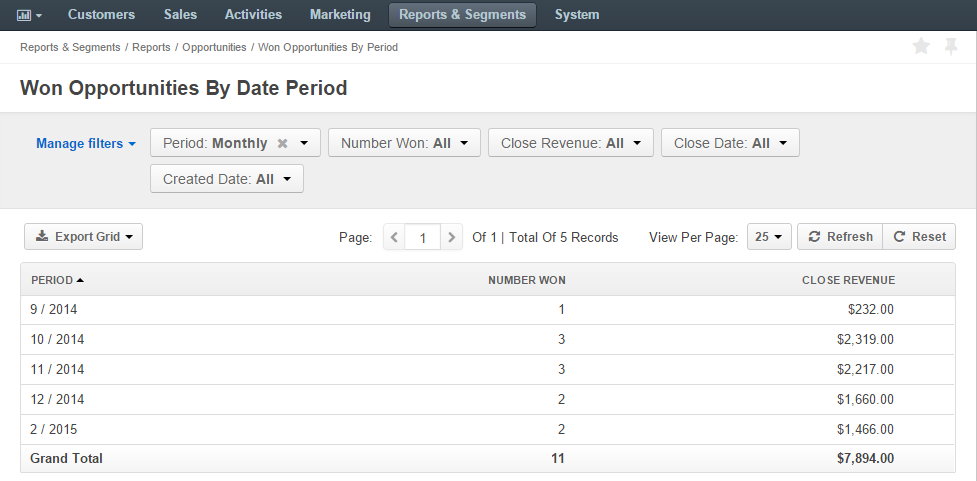 Customers Sales Activities Marketing Reports & Segments System
Reports & Segments / Reports / Opportunities / Won Opportunities By Period
Won Opportunities By Date Period
Manage filters Period: Monthly Number Won: All Close Revenue: All Close Date: All
Created Date: All
Export Grid Page: 1 Of 1 | Total Of 5 Records View Per Page: 25 Refresh Reset
PERIOD NUMBER WON CLOSE REVENUE
9 / 2014 1 $232.00
10 / 2014 3 $2,319.00
11 / 2014 3 $2,217.00
12 / 2014 2 $1,660.00
2 / 2015 2 $1,466.00
Grand Total 11 $7,894.00